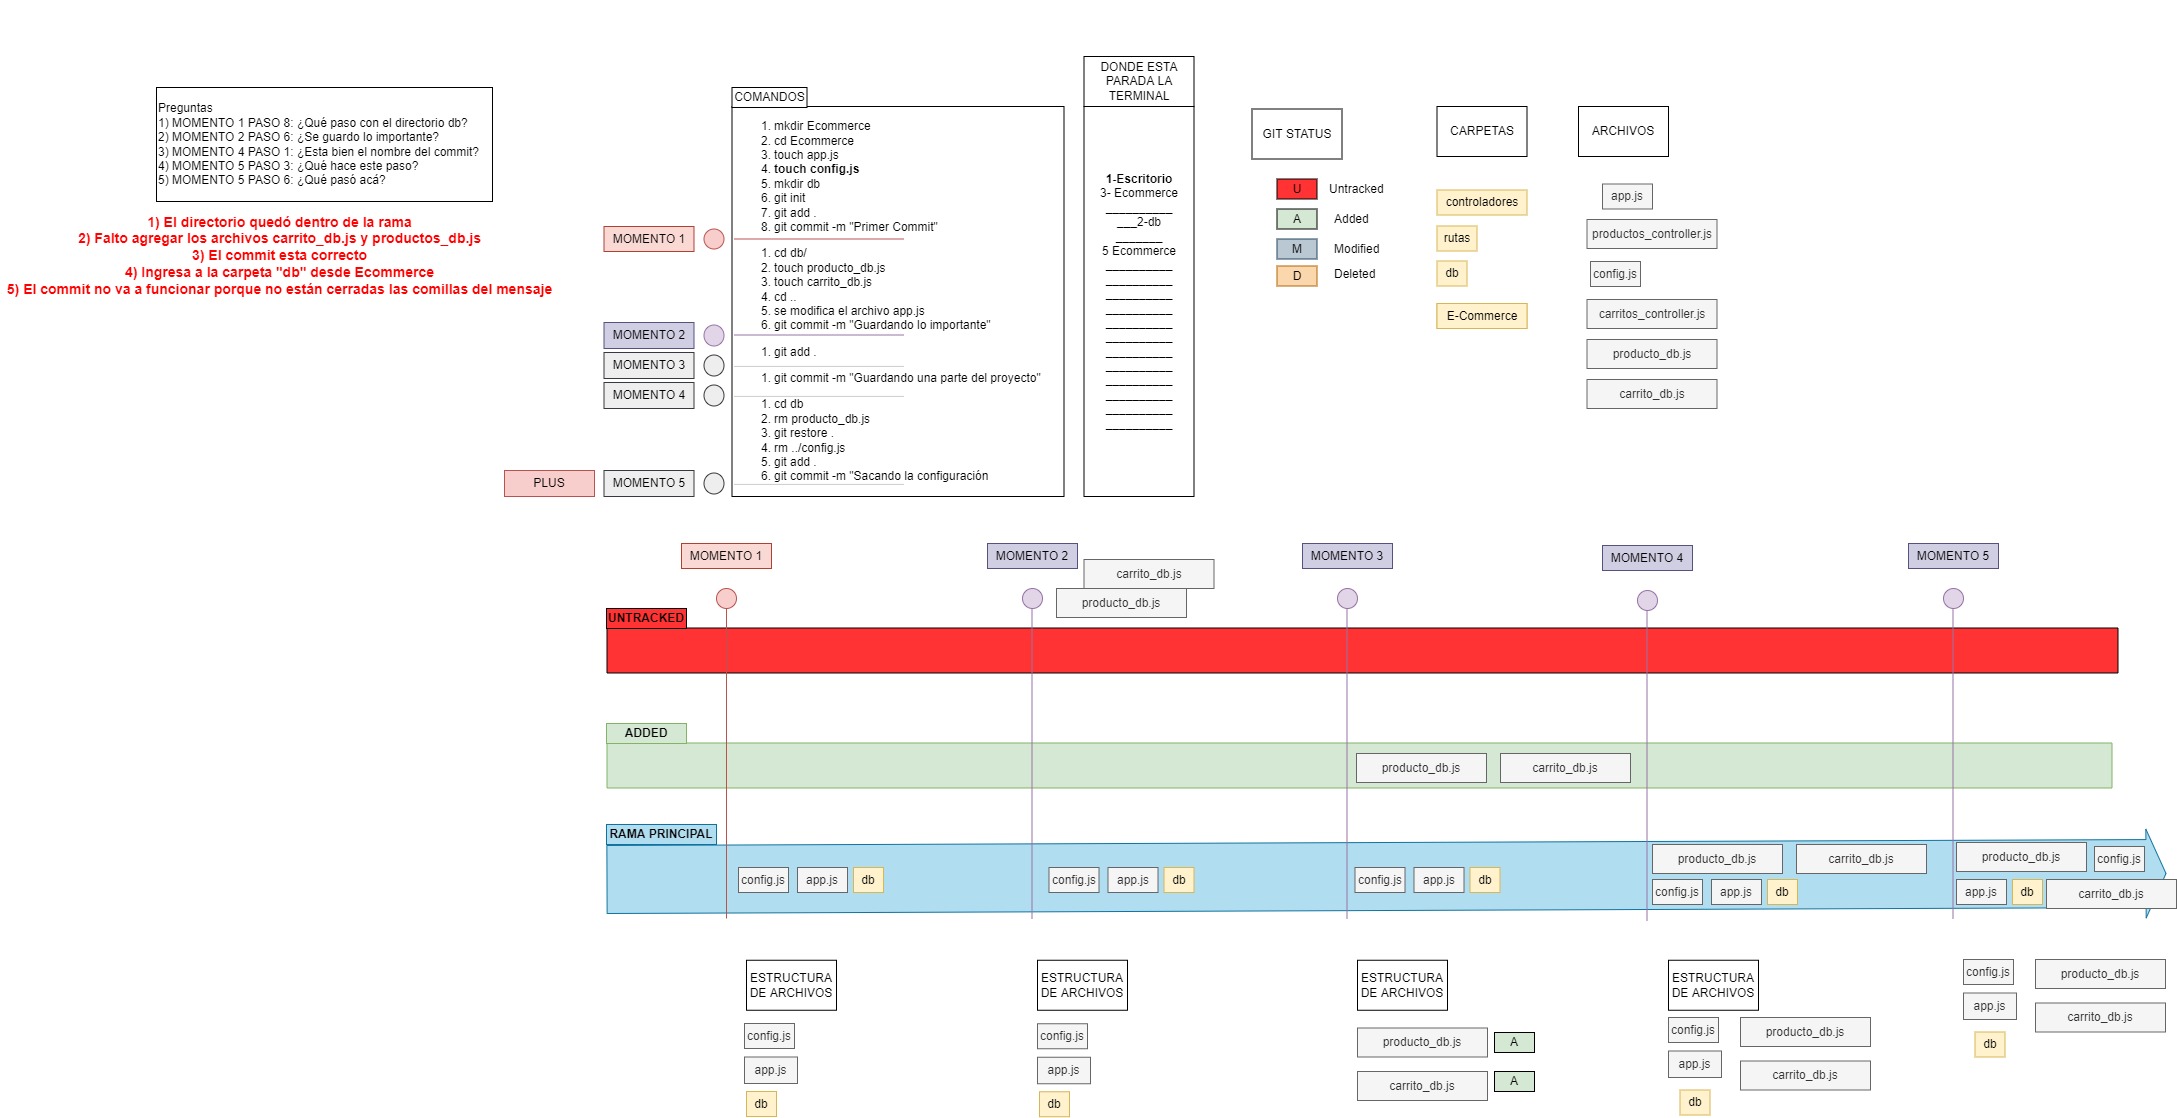 Preguntas
1) MOMENTO 1 PASO 8: ¿Qué paso con el directorio db?
2) MOMENTO 2 PASO 6: ¿Se guardo lo importante?
3) MOMENTO 4 PASO 1: ¿Esta bien el nombre del commit?
4) MOMENTO 5 PASO 3: ¿Qué hace este paso?
5) MOMENTO 5 PASO 6: ¿Qué pasó acá?
1) El directorio quedó dentro de la rama
2) Falto agregar los archivos carrito_db.js y productos_db.js
3) El commit esta correcto
4) Ingresa a la carpeta "db" desde Ecommerce
5) El commit no va a funcionar porque no están cerradas las comillas del mensaje
COMANDOS
1. mkdir Ecommerce
2. cd Ecommerce
3. touch app.js
4. touch config.js
5. mkdir db
6. git init
7. git add .
8. git commit -m "Primer Commit"
MOMENTO 1
1. cd db/
2. touch producto_db.js
3. touch carrito_db.js
4. cd ..
5. se modifica el archivo app.js
6. git commit -m "Guardando lo importante"
MOMENTO 2
1. git add .
MOMENTO 3
1. git commit -m "Guardando una parte del proyecto"
MOMENTO 4
1. cd db
2. rm producto_db.js
3. git restore .
4. rm ../config.js
5. git add .
6. git commit -m "Sacando la configuración
PLUS
MOMENTO 5
DONDE ESTA
PARADA LA
TERMINAL
1-Escritorio
3- Ecommerce
__________
___2-db
_______
5 Ecommerce
__________
__________
__________
__________
__________
__________
__________
__________
__________
__________
__________
__________
GIT STATUS
U Untracked
A Added
M Modified
D Deleted
CARPETAS
controladores
rutas
db
E-Commerce
ARCHIVOS
app.js
productos_controller.js
config.js
carritos_controller.js
producto_db.js
carrito_db.js
MOMENTO 1
MOMENTO 2
MOMENTO 3
MOMENTO 4
MOMENTO 5
carrito_db.js
producto_db.js
UNTRACKED
ADDED
producto_db.js
carrito_db.js
RAMA PRINCIPAL
config.js app.js db
config.js app.js db
config.js app.js db
producto_db.js carrito_db.js
config.js app.js db
producto_db.js config.js
app.js db carrito_db.js
ESTRUCTURA
DE ARCHIVOS
config.js
app.js
db
ESTRUCTURA
DE ARCHIVOS
config.js
app.js
db
ESTRUCTURA
DE ARCHIVOS
producto_db.js A
carrito_db.js A
ESTRUCTURA
DE ARCHIVOS
config.js producto_db.js
app.js carrito_db.js
db
config.js producto_db.js
app.js carrito_db.js
db